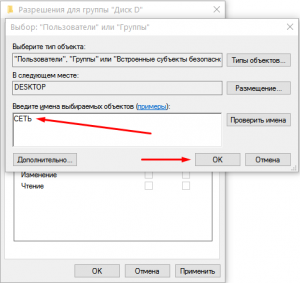 Разрешения для группы "Диск D"
Выбор: "Пользователи" или "Группы"
Выберите тип объекта:
"Пользователи", "Группы" или "Встроенные субъекты безопасно
Типы объектов...
В следующем месте:
DESKTOP
Размещение...
Введите имена выбираемых объектов (примеры):
СЕТЬ
Проверить имена
Дополнительно...
ОК
Отмена
Изменение
Чтение
ОК
Отмена
Применить